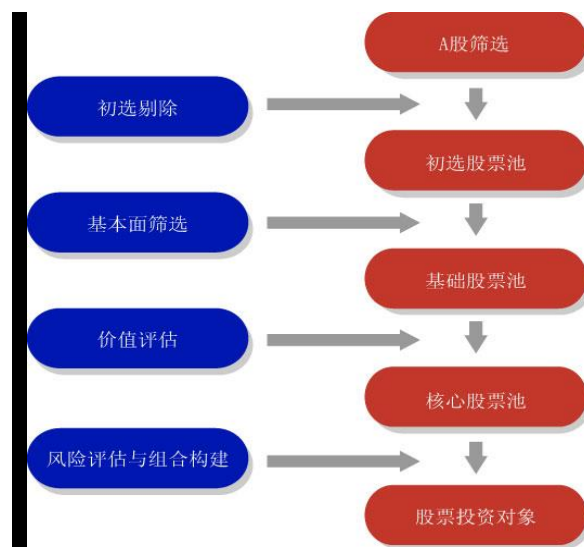 A股筛选
初选剔除
初选股票池
基本面筛选
基础股票池
价值评估
核心股票池
风险评估与组合构建
股票投资对象